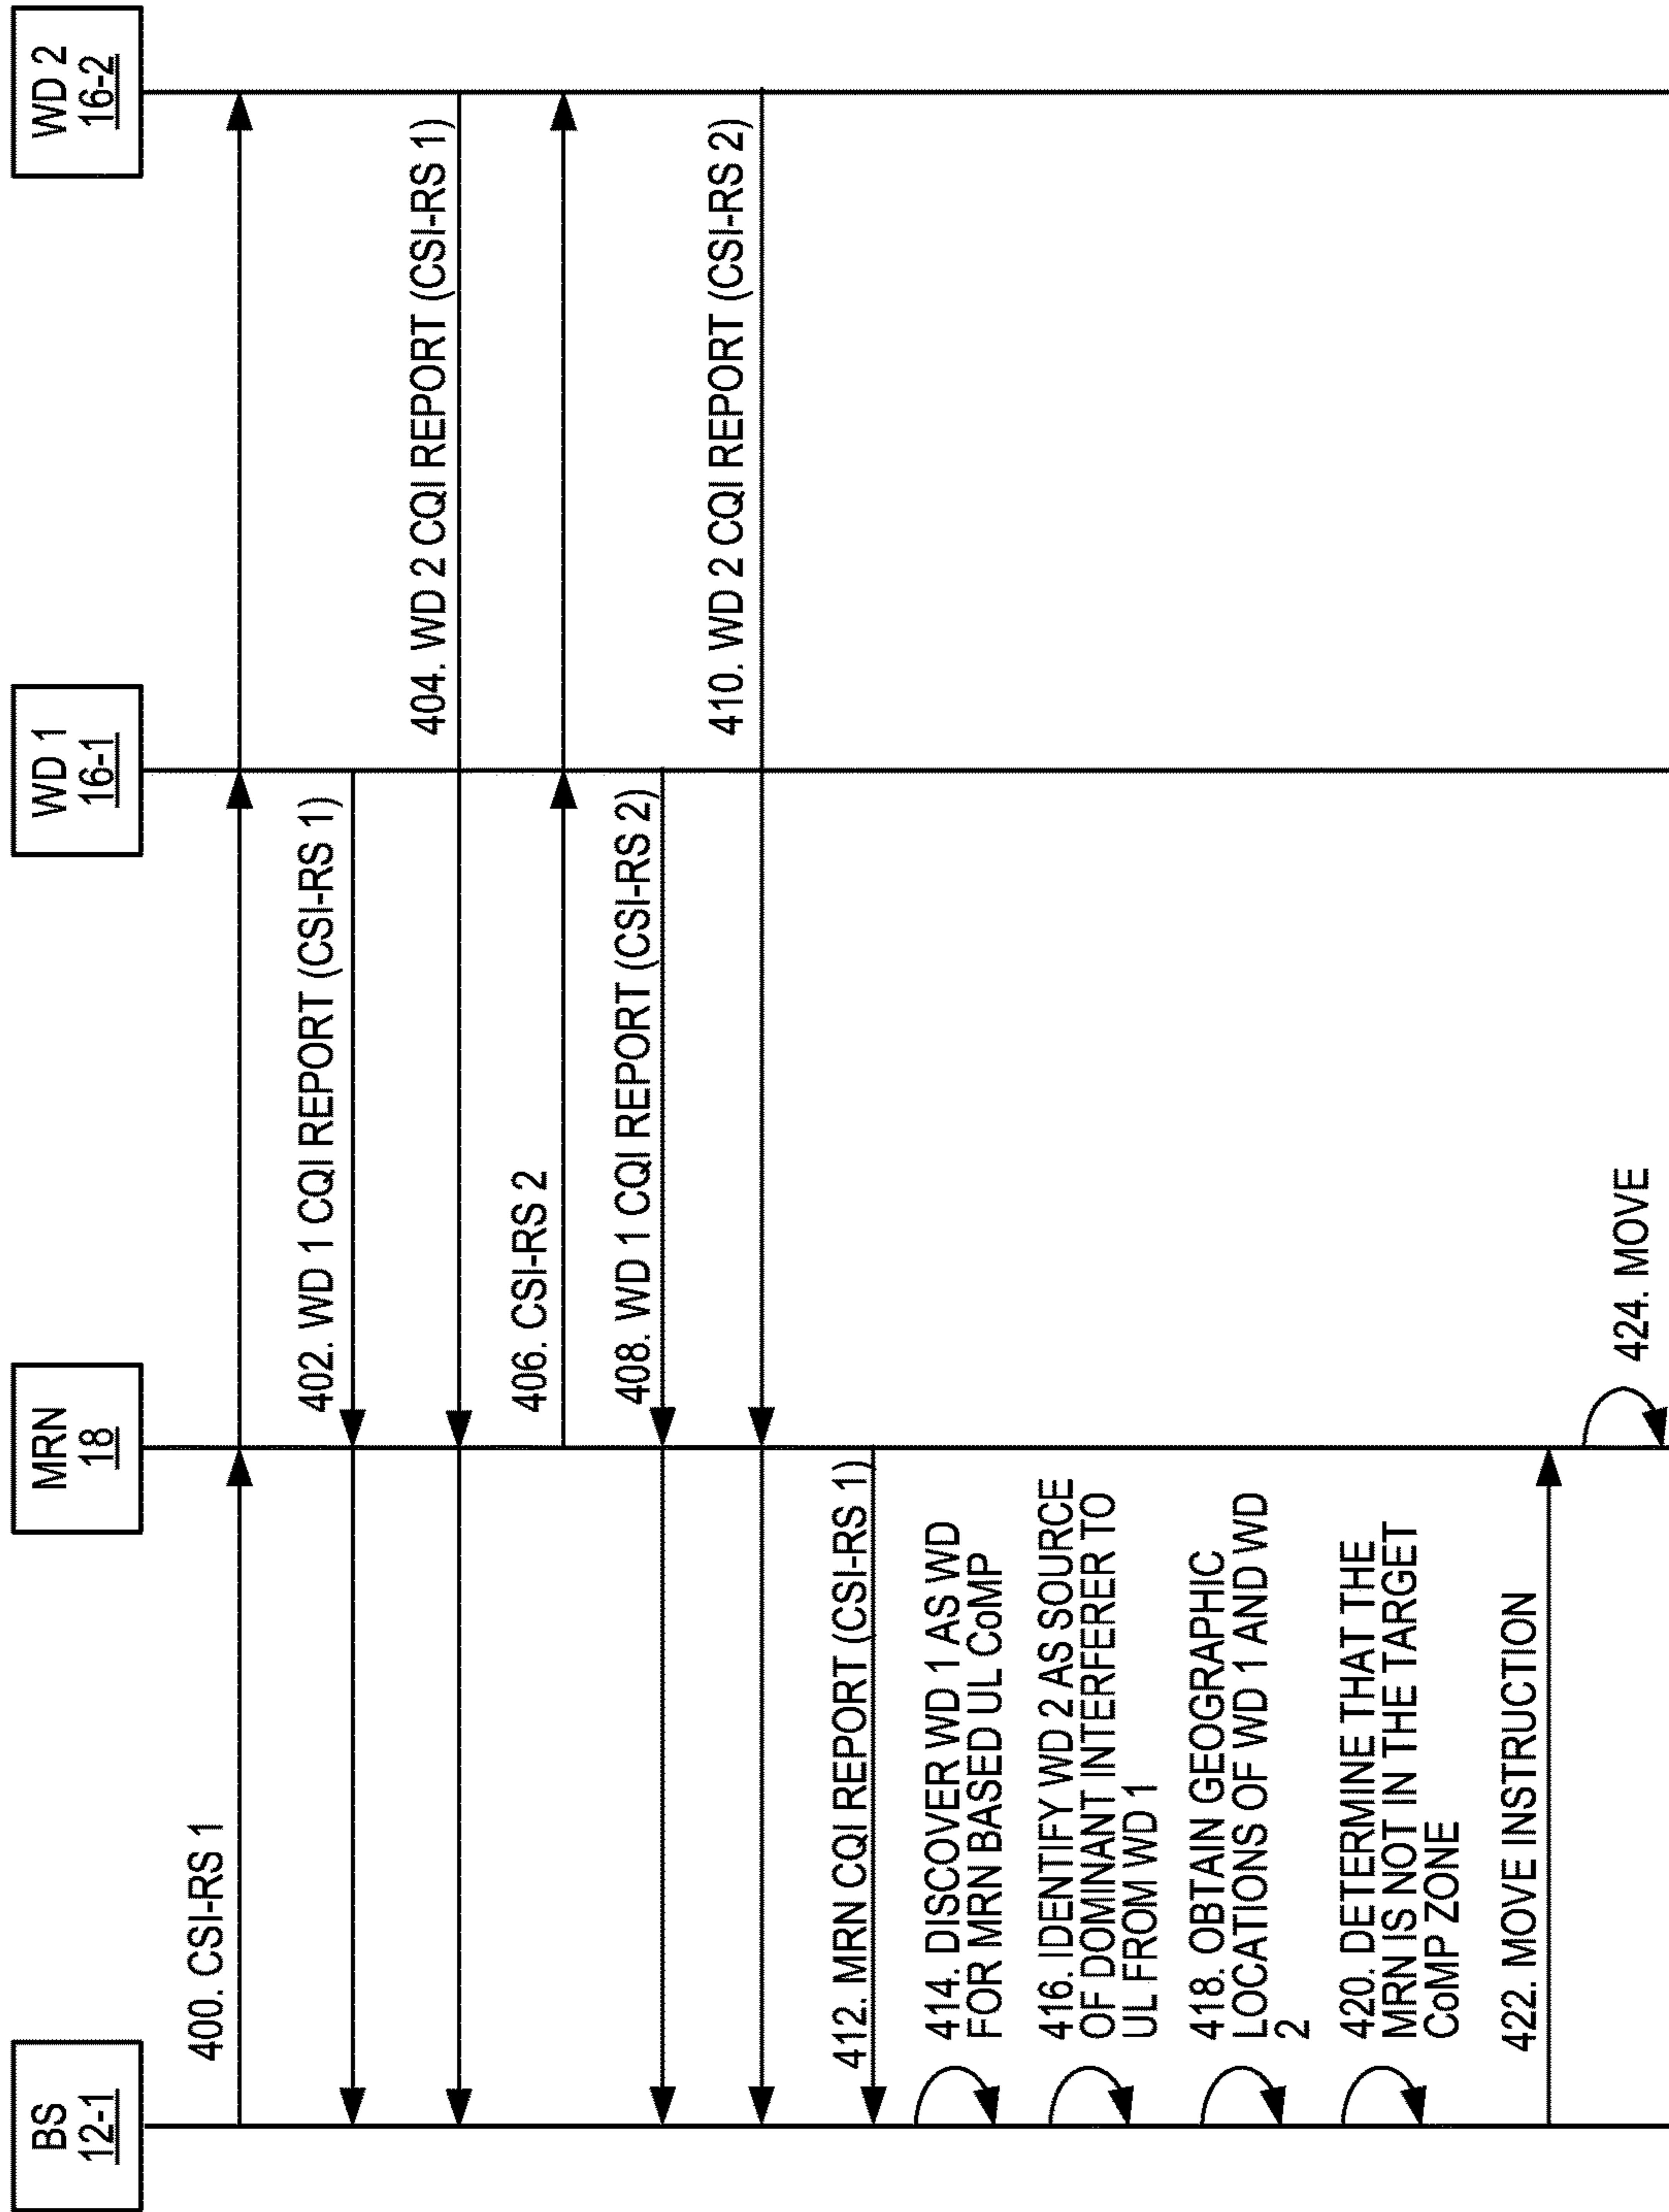 BS
12-1
MRN
18
WD 1
16-1
WD 2
16-2
400. CSI-RS 1
402. WD 1 CQI REPORT (CSI-RS 1)
404. WD 2 CQI REPORT (CSI-RS 1)
406. CSI-RS 2
408. WD 1 CQI REPORT (CSI-RS 2)
410. WD 2 CQI REPORT (CSI-RS 2)
412. MRN CQI REPORT (CSI-RS 1)
414. DISCOVER WD 1 AS WD
FOR MRN BASED UL CoMP
416. IDENTIFY WD 2 AS SOURCE
OF DOMINANT INTERFERER TO
UL FROM WD 1
418. OBTAIN GEOGRAPHIC
LOCATIONS OF WD 1 AND WD
2
420. DETERMINE THAT THE
MRN IS NOT IN THE TARGET
CoMP ZONE
422. MOVE INSTRUCTION
424. MOVE